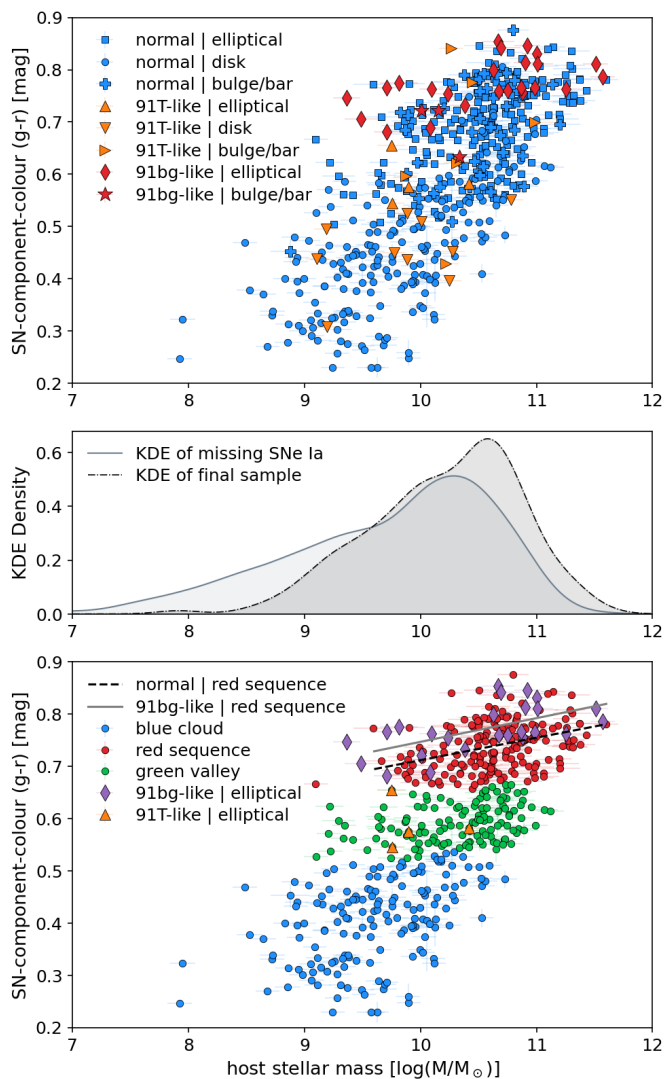 0.9
0.8
0.7
0.6
0.5
0.4
0.3
0.2
SN-component-colour (g-r) [mag]
normal | elliptical
normal | disk
normal | bulge/bar
91T-like | elliptical
91T-like | disk
91T-like | bulge/bar
91bg-like | elliptical
91bg-like | bulge/bar
7 8 9 10 11 12
0.6
0.4
0.2
0.0
KDE Density
KDE of missing SNe Ia
KDE of final sample
7 8 9 10 11 12
0.9
0.8
0.7
0.6
0.5
0.4
0.3
0.2
SN-component-colour (g-r) [mag]
normal | red sequence
91bg-like | red sequence
blue cloud
red sequence
green valley
91bg-like | elliptical
91T-like | elliptical
7 8 9 10 11 12
host stellar mass [log(M/M⊙)]